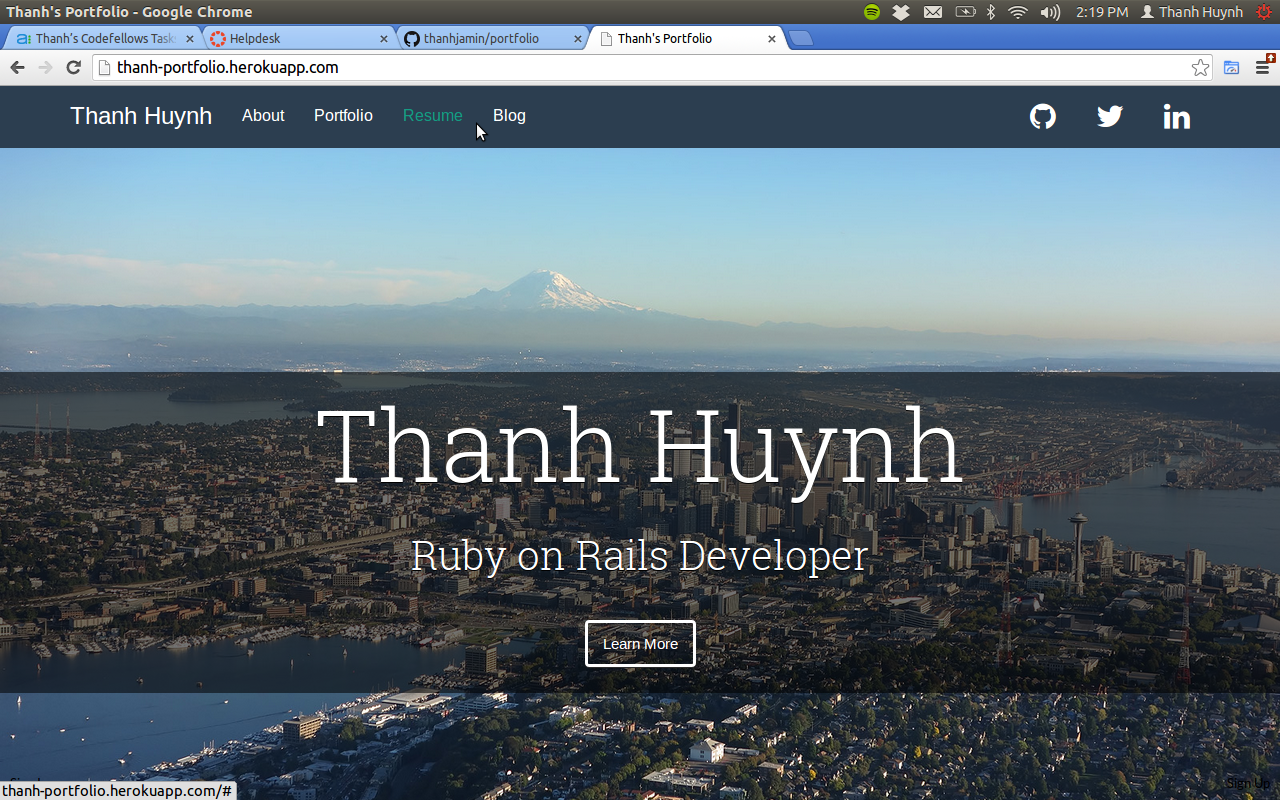 Thanh's Portfolio - Google Chrome
2:19 PM
Thanh Huynh
Thanh's Codefellows Task
Helpdesk
thanhjamin/portfolio
Thanh's Portfolio
thanh-portfolio.herokuapp.com
Thanh Huynh
About
Portfolio
Resume
Blog
Thanh Huynh
Ruby on Rails Developer
Learn More
Sign Up
thanh-portfolio.herokuapp.com/#